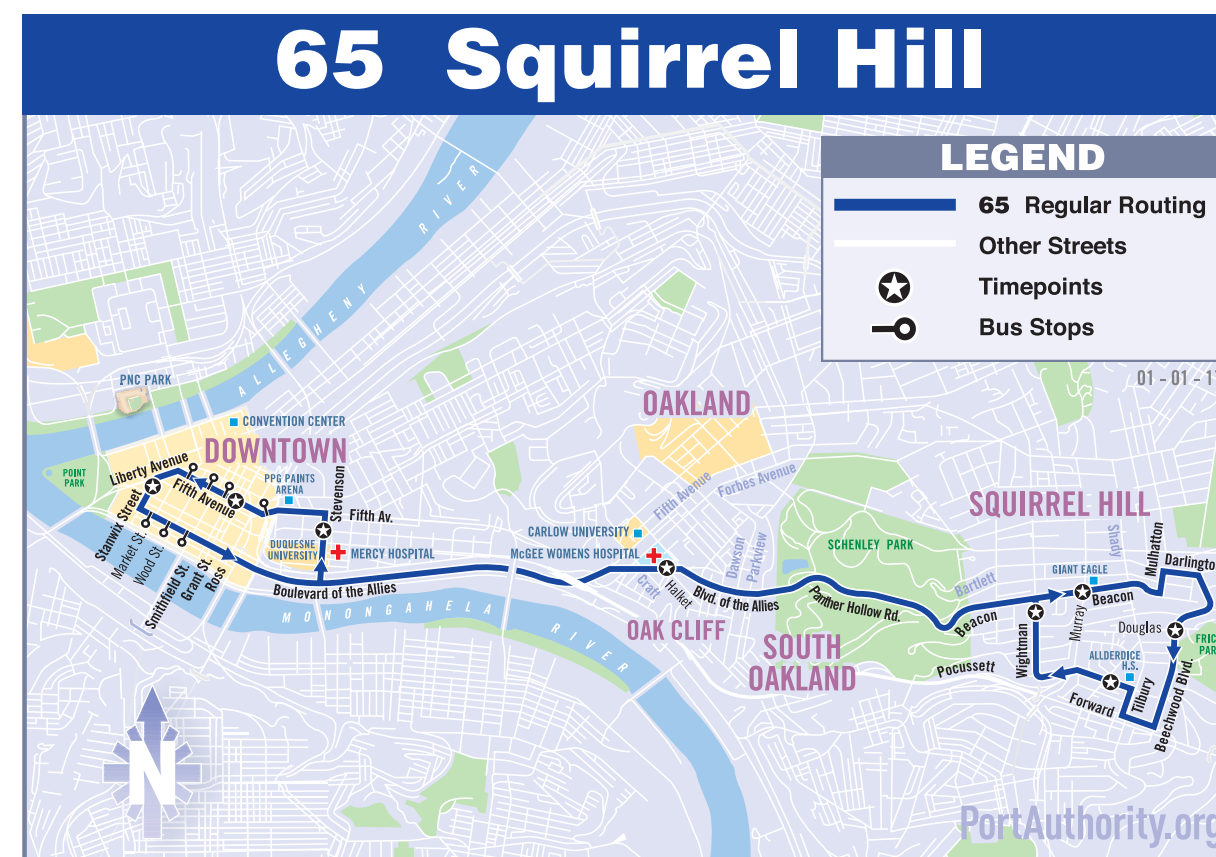 65 Squirrel Hill
LEGEND
65 Regular Routing
Other Streets
Timepoints
Bus Stops
01 - 01 - 1
ALLEGHENY RIVER
PNC PARK
CONVENTION CENTER
DOWNTOWN
OAKLAND
POINT
PARK
Liberty Avenue
Fifth Avenue
PPG PAINTS
ARENA
Stevenson
Fifth Av.
Stanwix Street
Market St.
Wood St.
Smithfield St.
Grant St.
Ross
DUQUESNE
UNIVERSITY
MERCY HOSPITAL
Boulevard of the Allies
MONONGAHELA
RIVER
Fifth Avenue
Forbes Avenue
CARLOW UNIVERSITY
McGEE WOMENS HOSPITAL
Craft
Halket
Dawson
Parkview
Blvd. of the Allies
OAK CLIFF
SOUTH
OAKLAND
SCHENLEY PARK
Panther Hollow Rd.
Bartlett
Beacon
Pocussett
SQUIRREL HILL
Shady
Mulhatton
Darlingto
GIANT EAGLE
Beacon
Murray
Wightman
Douglas
ALLDERDICE
H.S.
FRIC
PAR
Forward
Tilbury
Beechwood Blvd.
N
PortAuthority.org